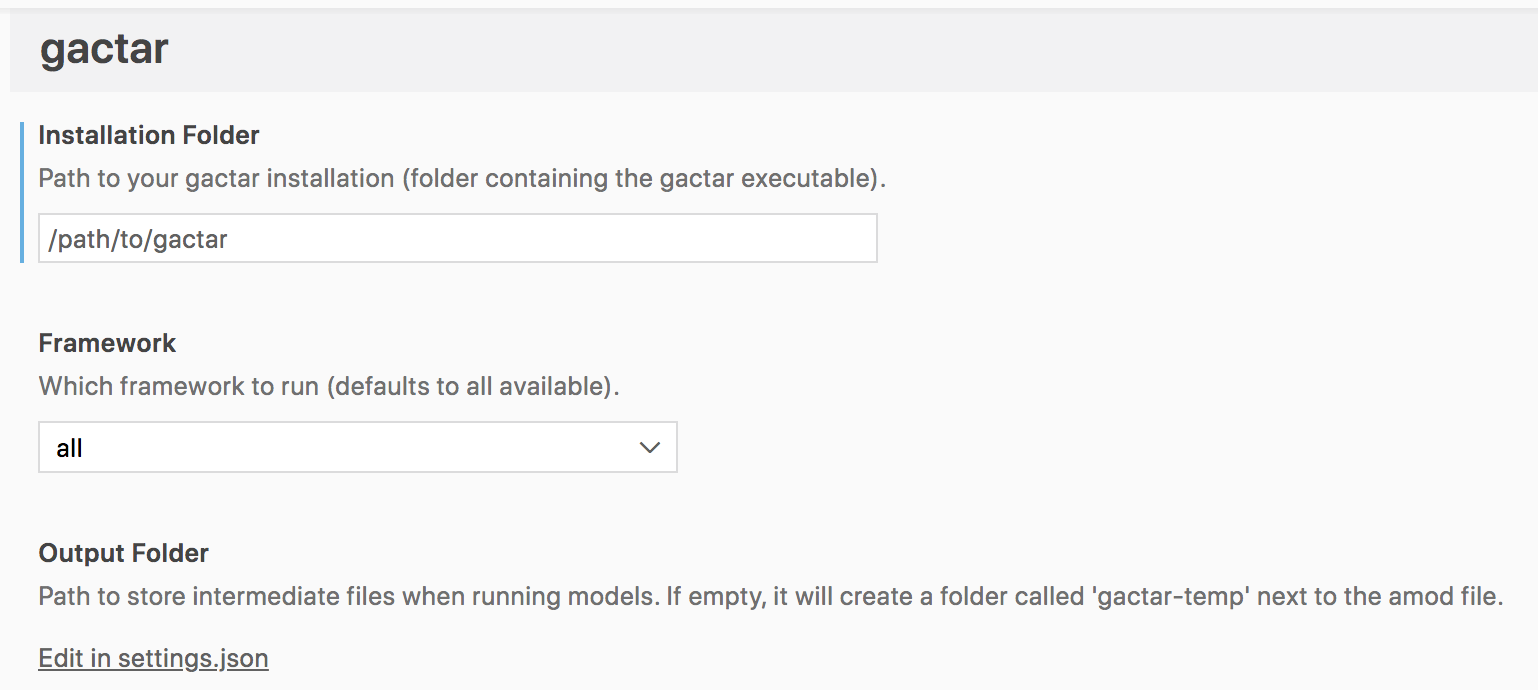 gactar
Installation Folder
Path to your gactar installation (folder containing the gactar executable).
/path/to/gactar
Framework
Which framework to run (defaults to all available).
all
Output Folder
Path to store intermediate files when running models. If empty, it will create a folder called 'gactar-temp' next to the amod file.
Edit in settings.json